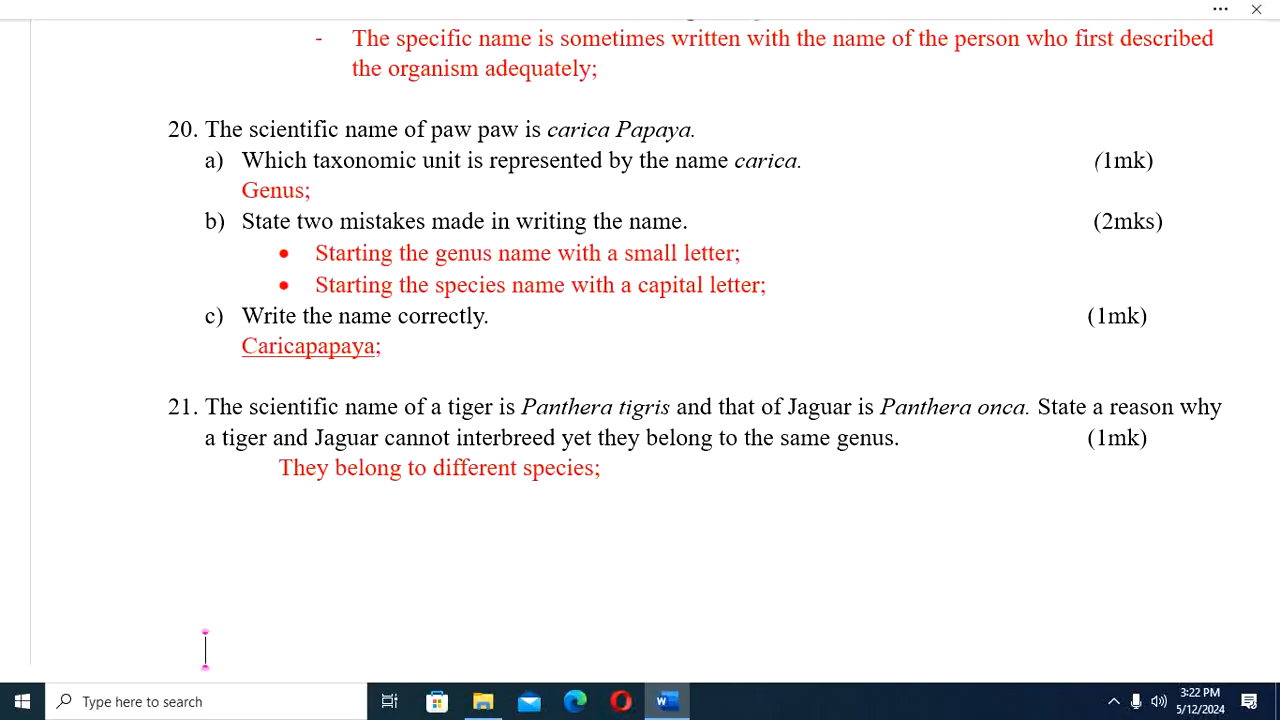 - The specific name is sometimes written with the name of the person who first described
the organism adequately;
20. The scientific name of paw paw is carica Papaya.
a) Which taxonomic unit is represented by the name carica. (1mk)
Genus;
b) State two mistakes made in writing the name. (2mks)
• Starting the genus name with a small letter;
• Starting the species name with a capital letter;
c) Write the name correctly. (1mk)
Caricapapaya;
21. The scientific name of a tiger is Panthera tigris and that of Jaguar is Panthera onca. State a reason why
a tiger and Jaguar cannot interbreed yet they belong to the same genus. (1mk)
They belong to different species;
Type here to search
3:22 PM
5/12/2024